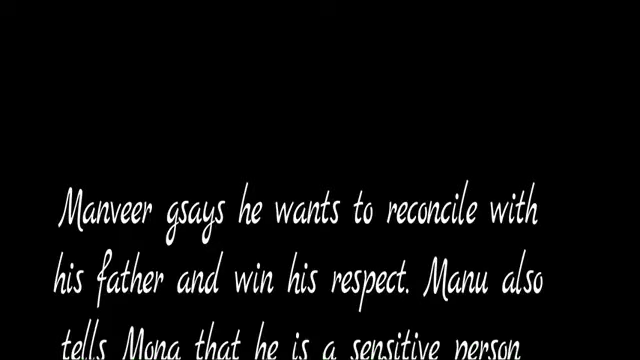 Manveer gsays he wants to reconcile with
his father and win his respect. Manu also
tells Mona that he is a sensitive person